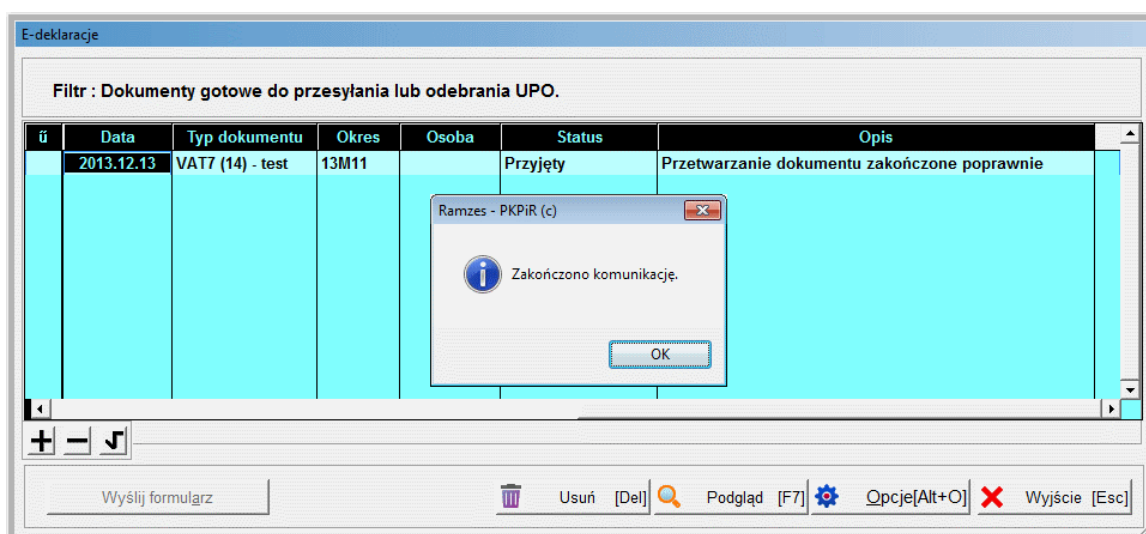 E-deklaracje
Filtr : Dokumenty gotowe do przesyłania lub odebrania UPO.
ű Data Typ dokumentu Okres Osoba Status Opis
2013.12.13 VAT7 (14) - test 13M11 Przyjęty Przetwarzanie dokumentu zakończone poprawnie
Ramzes - PKPiR (c)
Zakończono komunikację.
OK
Wyślij formularz Usuń [Del] Podgląd [F7] Opcje[Alt+O] Wyjście [Esc]